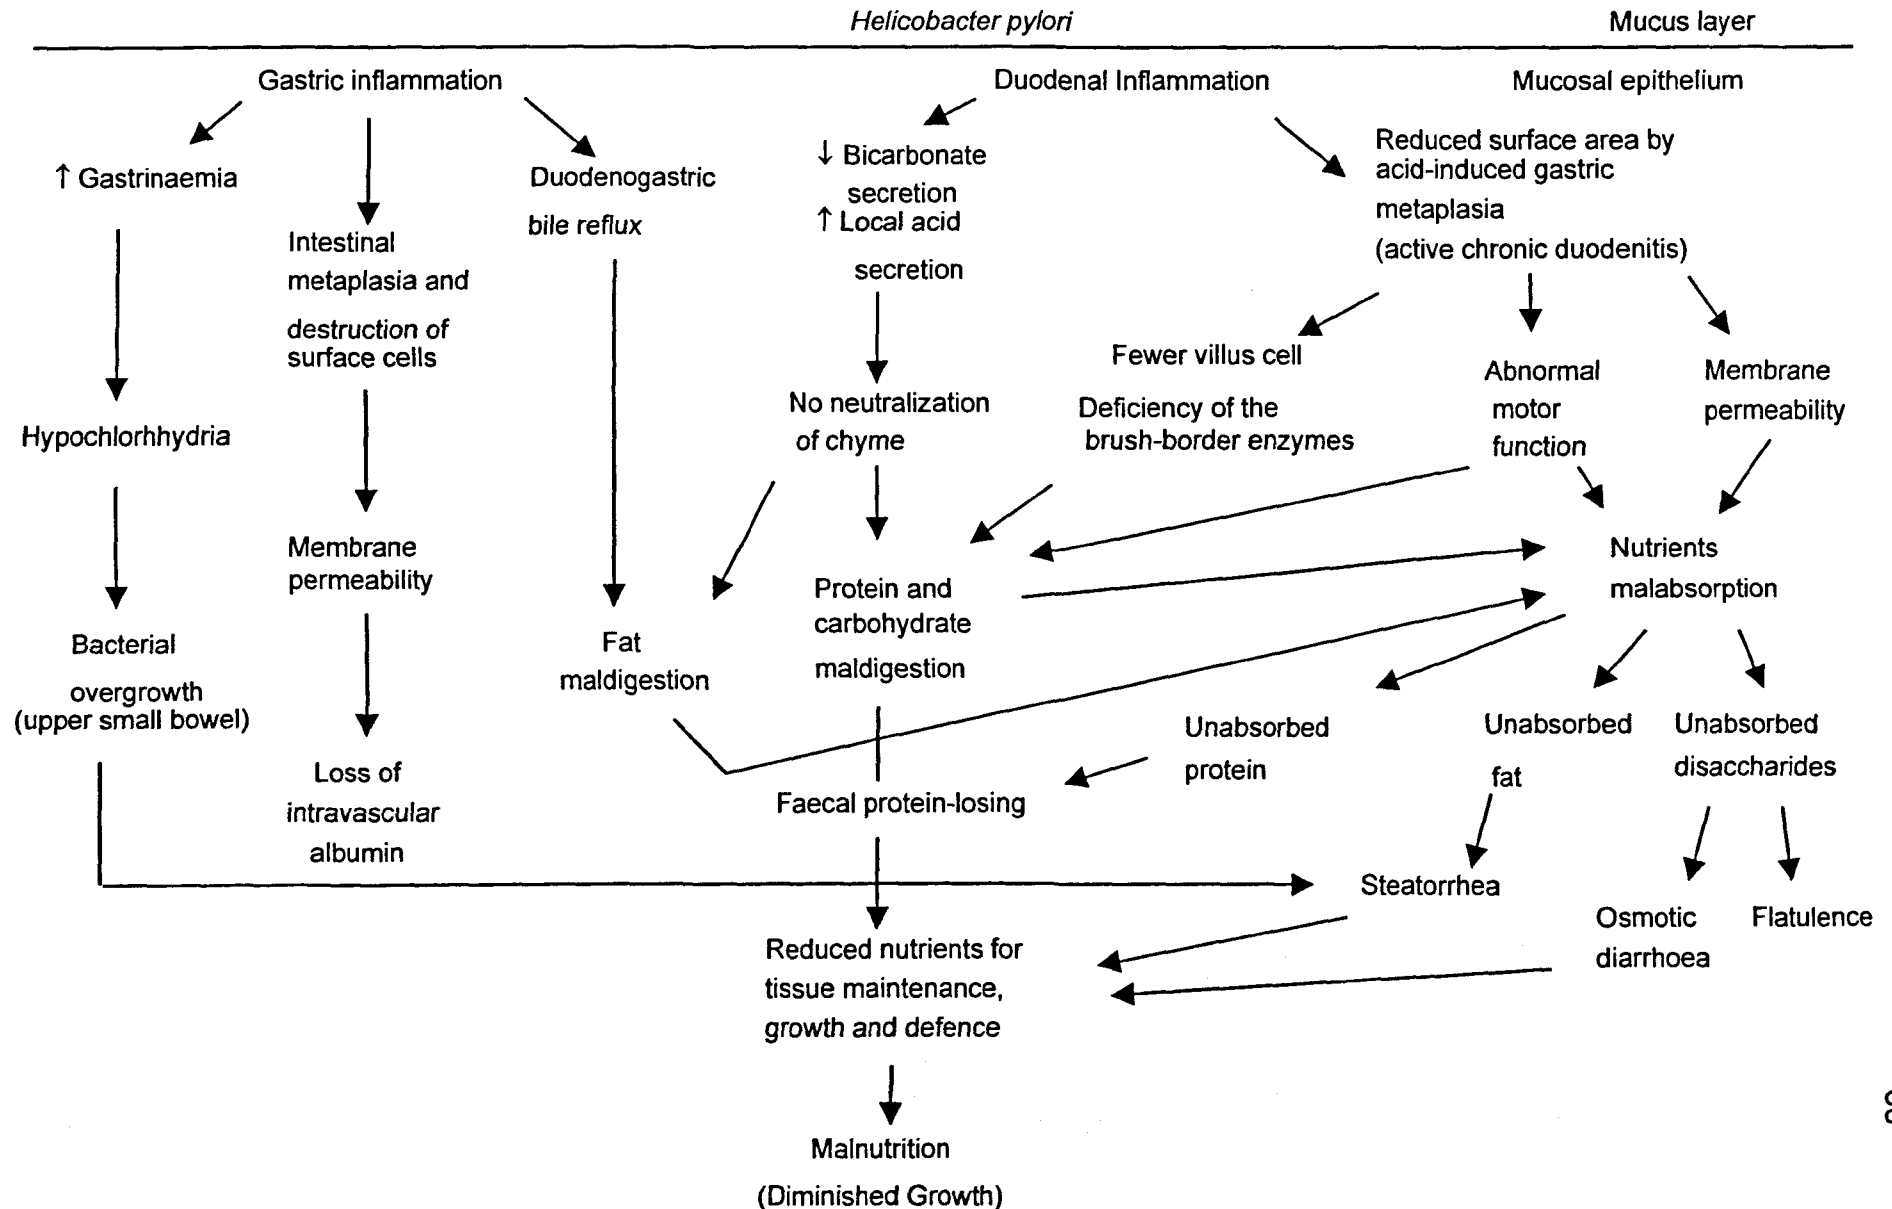 Helicobacter pylori
Mucus layer
Gastric inflammation
Duodenal Inflammation
Mucosal epithelium
↑ Gastrinaemia
Intestinal
metaplasia and
destruction of
surface cells
Duodenogastric
bile reflux
↓ Bicarbonate
secretion
↑ Local acid
secretion
Reduced surface area by
acid-induced gastric
metaplasia
(active chronic duodenitis)
Hypochlorhhydria
No neutralization
of chyme
Fewer villus cell
Deficiency of the
brush-border enzymes
Abnormal
motor
function
Membrane
permeability
Membrane
permeability
Bacterial
overgrowth
(upper small bowel)
Fat
maldigestion
Protein and
carbohydrate
maldigestion
Nutrients
malabsorption
Loss of
intravascular
albumin
Faecal protein-losing
Unabsorbed
protein
Unabsorbed
fat
Unabsorbed
disaccharides
Steatorrhea
Osmotic
diarrhoea
Flatulence
Reduced nutrients for
tissue maintenance,
growth and defence
Malnutrition
(Diminished Growth)